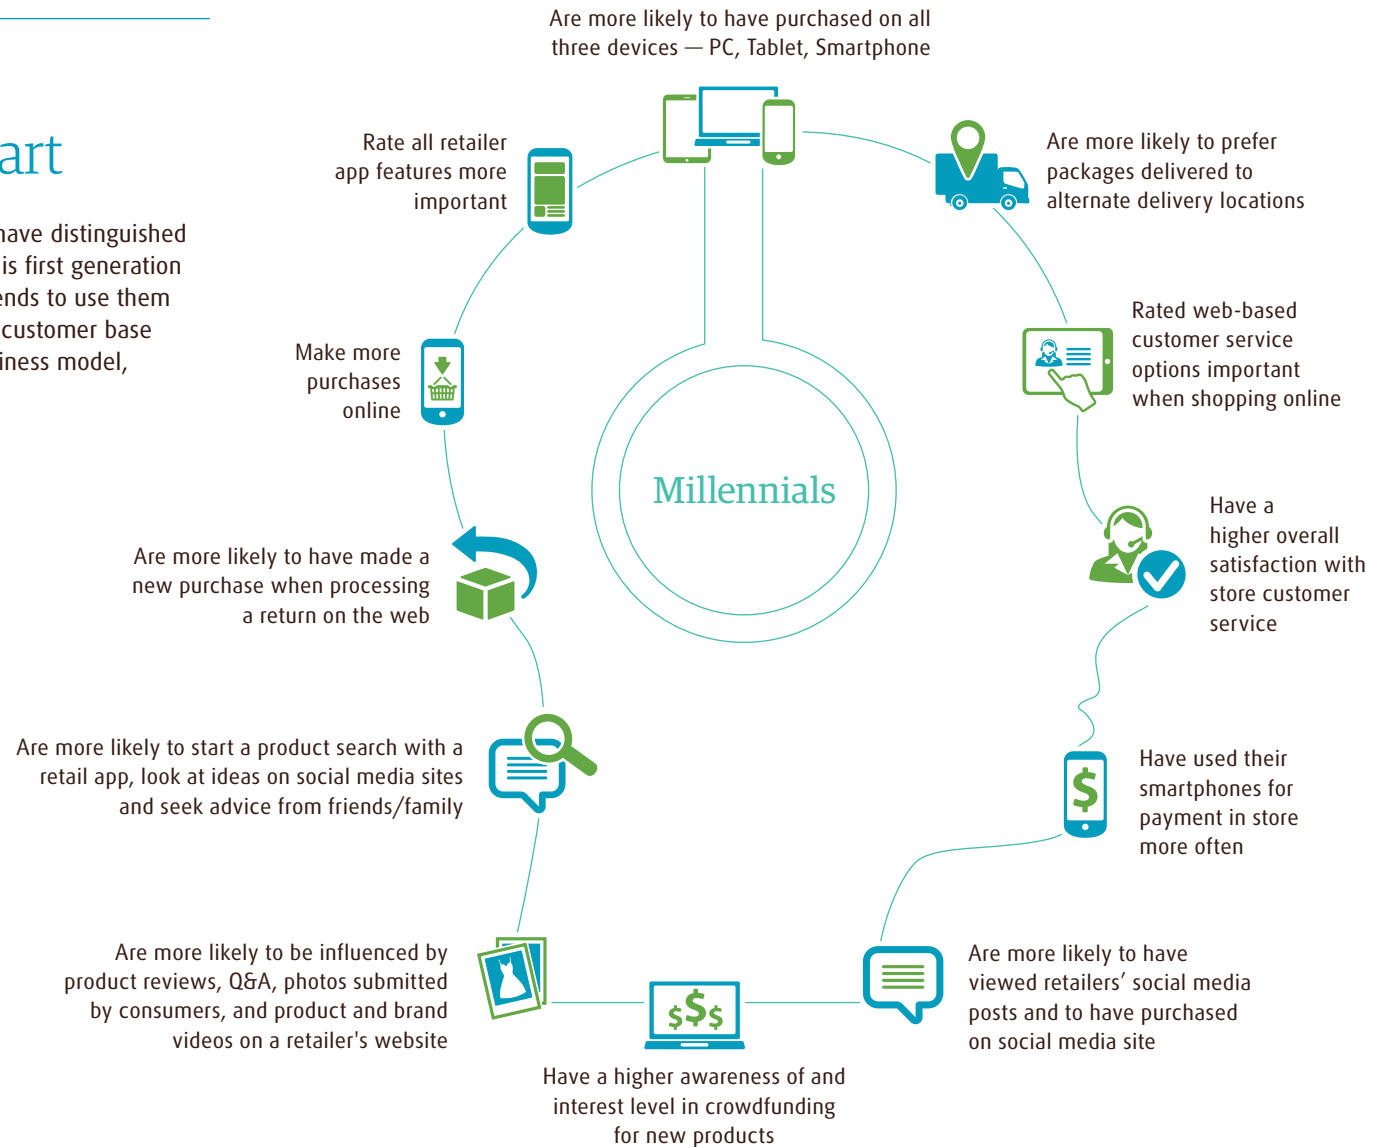 art
have distinguished
is first generation
ends to use them
customer base
iness model,
Are more likely to have purchased on all
three devices — PC, Tablet, Smartphone
Are more likely to prefer
packages delivered to
alternate delivery locations
Rated web-based
customer service
options important
when shopping online
Have a
higher overall
satisfaction with
store customer
service
Have used their
smartphones for
payment in store
more often
Are more likely to have
viewed retailers’ social media
posts and to have purchased
on social media site
Have a higher awareness of and
interest level in crowdfunding
for new products
Are more likely to be influenced by
product reviews, Q&A, photos submitted
by consumers, and product and brand
videos on a retailer's website
Are more likely to start a product search with a
retail app, look at ideas on social media sites
and seek advice from friends/family
Are more likely to have made a
new purchase when processing
a return on the web
Make more
purchases
online
Rate all retailer
app features more
important
Millennials
$
$$$